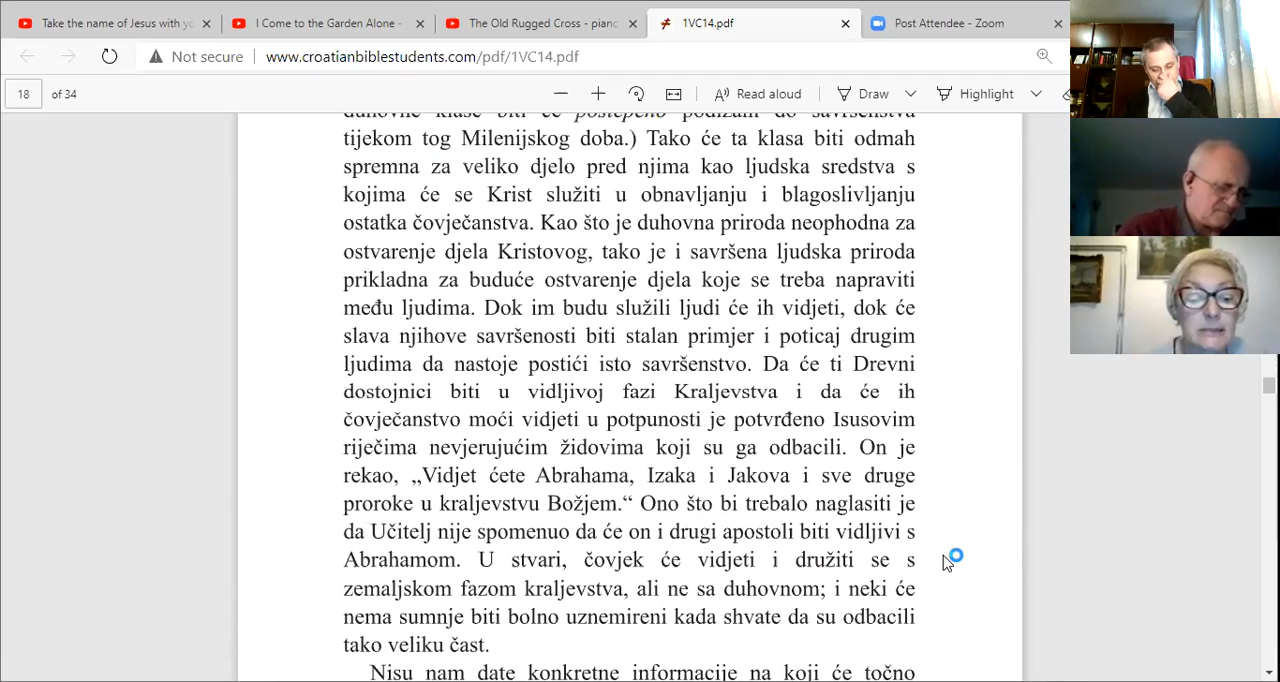 Take the name of Jesus with yo
I Come to the Garden Alone -
The Old Rugged Cross - pianc
1VC14.pdf
Post Attendee - Zoom
Not secure
www.croatianbiblestudents.com/pdf/1VC14.pdf
18 of 34
Read aloud
Draw
Highlight
duhovne klase biti će postepeno podizani do savršenstva
tijekom tog Milenijskog doba.) Tako će ta klasa biti odmah
spremna za veliko djelo pred njima kao ljudska sredstva s
kojima će se Krist služiti u obnavljanju i blagoslivljanju
ostatka čovječanstva. Kao što je duhovna priroda neophodna za
ostvarenje djela Kristovog, tako je i savršena ljudska priroda
prikladna za buduće ostvarenje djela koje se treba napraviti
među ljudima. Dok im budu služili ljudi će ih vidjeti, dok će
slava njihove savršenosti biti stalan primjer i poticaj drugim
ljudima da nastoje postići isto savršenstvo. Da će ti Drevni
dostojnici biti u vidljivoj fazi Kraljevstva i da će ih
čovječanstvo moći vidjeti u potpunosti je potvrđeno Isusovim
riječima nevjerujućim židovima koji su ga odbacili. On je
rekao, „Vidjet ćete Abrahama, Izaka i Jakova i sve druge
proroke u kraljevstvu Božjem.“ Ono što bi trebalo naglasiti je
da Učitelj nije spomenuo da će on i drugi apostoli biti vidljivi s
Abrahamom. U stvari, čovjek će vidjeti i družiti se s
zemaljskom fazom kraljevstva, ali ne sa duhovnom; i neki će
nema sumnje biti bolno uznemireni kada shvate da su odbacili
tako veliku čast.
Nisu nam date konkretne informacije na koji će točno